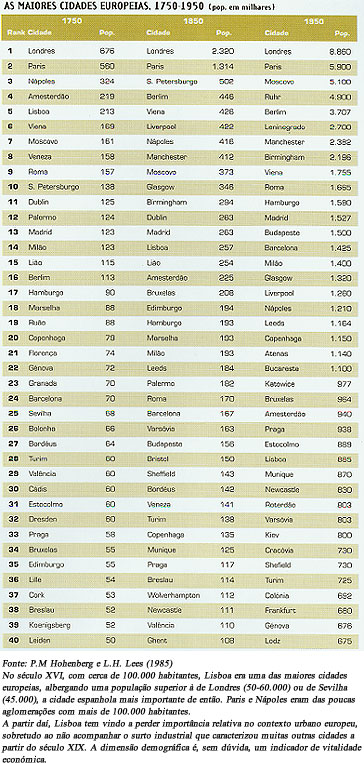 AS MAIORES CIDADES EUROPEIAS, 1750-1950 (pop. em milhares)
1750 1850 1950
Rank Cidade Pop. Cidade Pop. Cidade Pop.
1 Londres 676 Londres 2.320 Londres 8.860
2 Paris 560 Paris 1.314 Paris 5.900
3 Nápoles 324 S. Petersburgo 502 Moscovo 5.100
4 Amesterdão 219 Berlim 446 Ruhr 4.900
5 Lisboa 213 Viena 426 Berlim 3.707
6 Viena 169 Liverpool 422 Leninegrado 2.700
7 Moscovo 161 Nápoles 416 Manchester 2.382
8 Veneza 158 Manchester 412 Birmingham 2.196
9 Roma 157 Moscovo 373 Viena 1.755
10 S. Petersburgo 138 Glasgow 346 Roma 1.665
11 Dublin 125 Birmingham 294 Hamburgo 1.580
12 Palermo 124 Dublin 263 Madrid 1.527
13 Madrid 123 Madrid 263 Budapeste 1.500
14 Milão 123 Lisboa 257 Barcelona 1.425
15 Lião 115 Lião 254 Milão 1.400
16 Berlim 113 Amesterdão 225 Glasgow 1.320
17 Hamburgo 90 Bruxelas 208 Liverpool 1.260
18 Marselha 88 Edimburgo 194 Nápoles 1.210
19 Ruão 88 Hamburgo 193 Leeds 1.164
20 Copenhaga 79 Marselha 193 Copenhaga 1.150
21 Florença 74 Milão 193 Atenas 1.140
22 Génova 72 Leeds 184 Bucareste 1.100
23 Granada 70 Palermo 182 Katowice 977
24 Barcelona 70 Roma 170 Bruxelas 964
25 Sevilha 68 Barcelona 167 Amesterdão 940
26 Bolonha 66 Varsóvia 163 Praga 938
27 Bordéus 64 Budapeste 156 Estocolmo 889
28 Turim 60 Bristol 150 Lisboa 885
29 Valência 60 Sheffield 143 Munique 870
30 Cádis 60 Bordéus 142 Newcastle 830
31 Estocolmo 60 Veneza 141 Roterdão 803
32 Dresden 60 Turim 138 Varsóvia 803
33 Praga 58 Copenhaga 135 Kiev 800
34 Bruxelas 55 Munique 125 Cracóvia 730
35 Edimburgo 55 Praga 117 Shefield 730
36 Lille 54 Breslau 114 Turim 725
37 Cork 53 Wolverhampton 112 Colónia 692
38 Breslau 52 Newcastle 111 Frankfurt 680
39 Koenigsberg 52 Valência 110 Génova 676
40 Leiden 50 Ghent 108 Lodz 675
Fonte: P.M Hohenberg e L.H. Lees (1985)
No século XVI, com cerca de 100.000 habitantes, Lisboa era uma das maiores cidades
europeias, albergando uma população superior à de Londres (50-60.000) ou de Sevilha
(45.000), a cidade espanhola mais importante de então. Paris e Nápoles eram das poucas
aglomerações com mais de 100.000 habitantes.
A partir daí, Lisboa tem vindo a perder importância relativa no contexto urbano europeu,
sobretudo ao não acompanhar o surto industrial que caracterizou muitas outras cidades a
partir do século XIX. A dimensão demográfica é, sem dúvida, um indicador de vitalidade
económica.